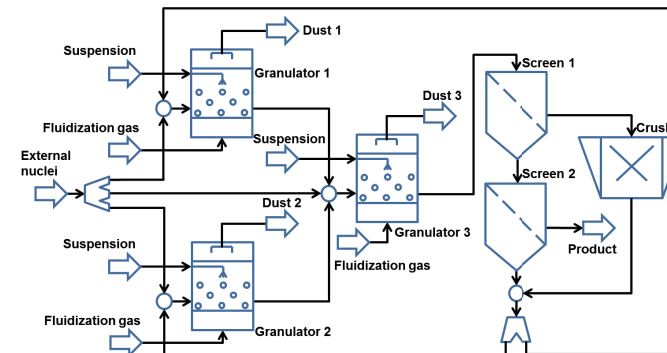 Dust 1
Suspension
Granulator 1
Screen 1
Dust 3
Fluidization gas
Suspension
Crush
External
nuclei
Screen 2
Dust 2
Granulator 3
Product
Suspension
Fluidization gas
Fluidization gas
Granulator 2